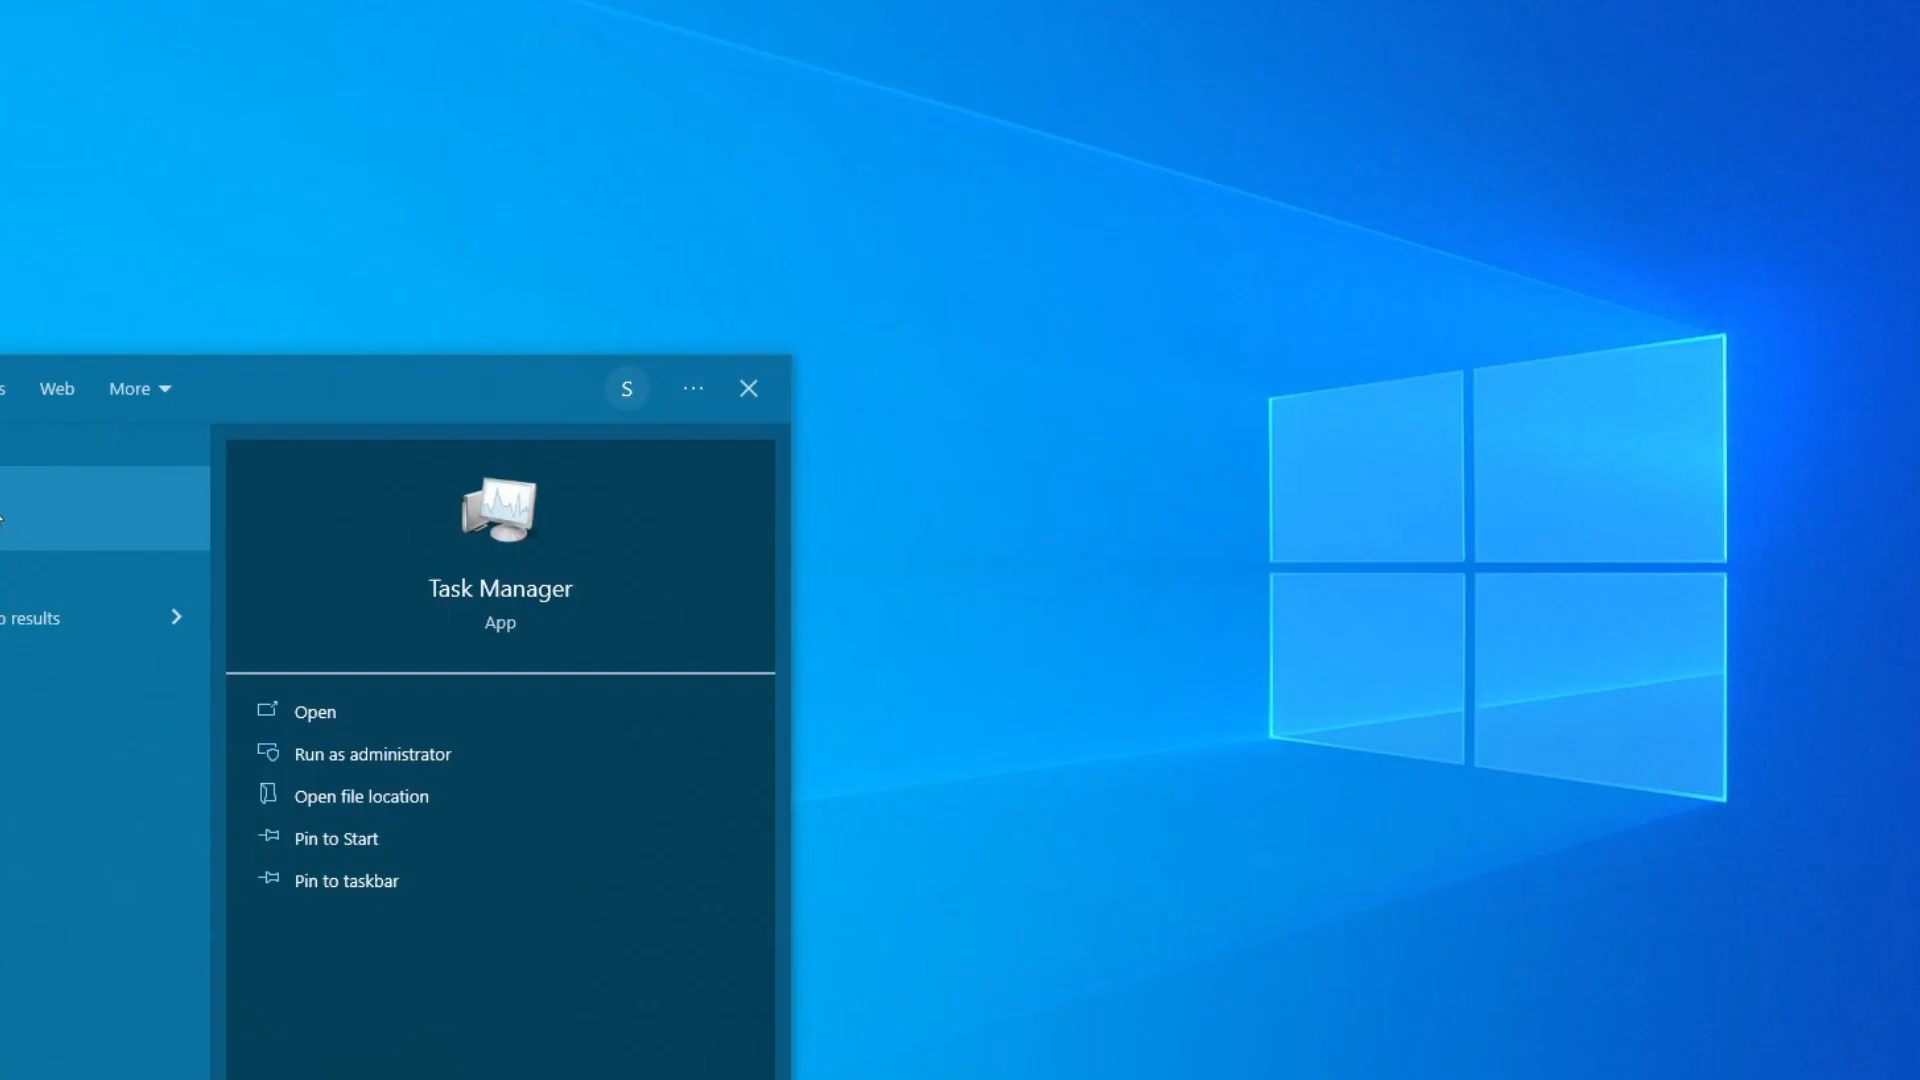 Web More S ...
Task Manager
App
results
Open
Run as administrator
Open file location
Pin to Start
Pin to taskbar